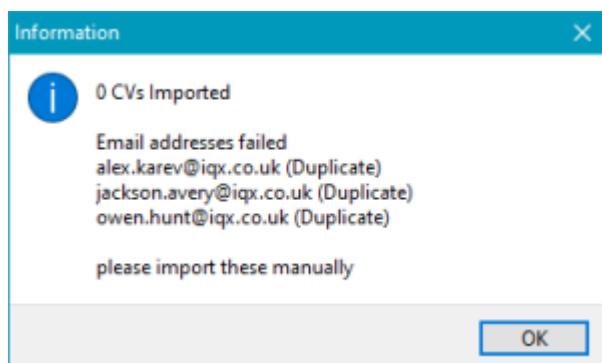 Information
0 CVs Imported
Email addresses failed
alex.karev@iqx.co.uk (Duplicate)
jackson.avery@iqx.co.uk (Duplicate)
owen.hunt@iqx.co.uk (Duplicate)
please import these manually
OK